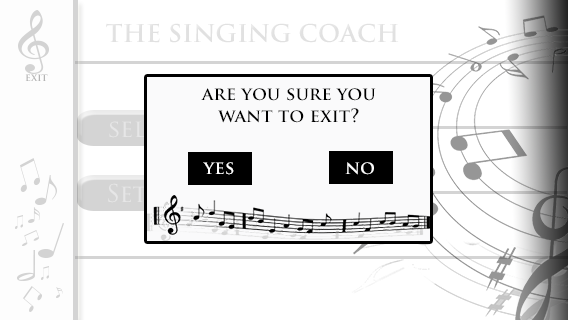 THE SINGING COACH
EXIT
ARE YOU SURE YOU
WANT TO EXIT?
YES
NO
SEL
SET